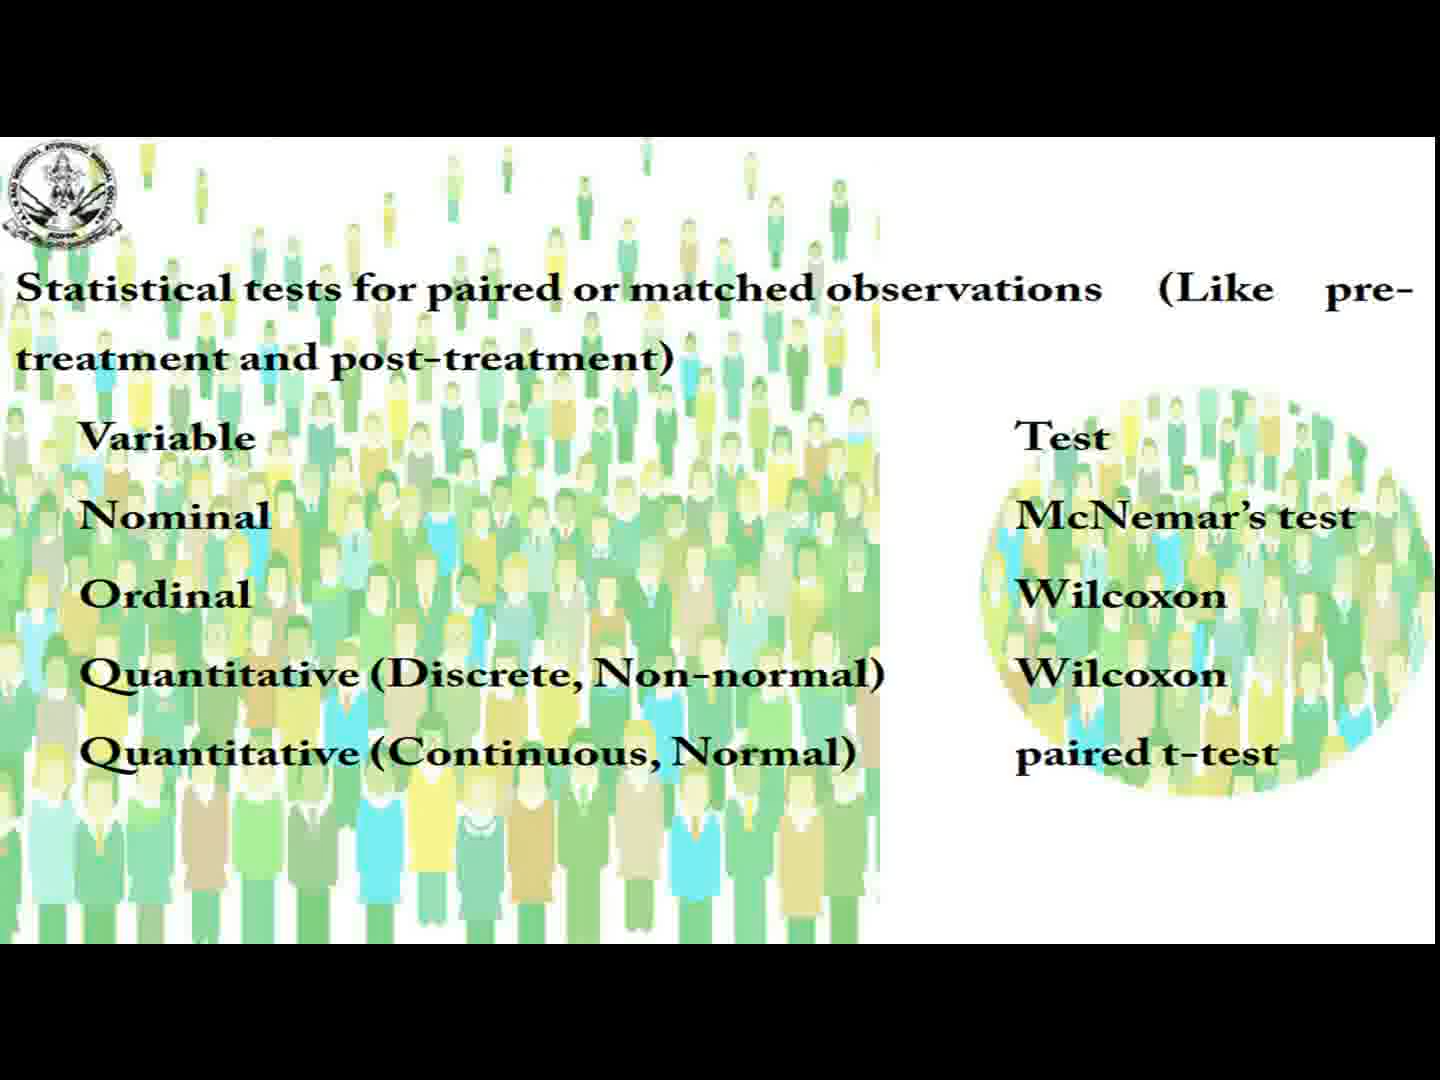 Statistical tests for paired or matched observations (Like pre-
treatment and post-treatment)
Variable Test
Nominal McNemar’s test
Ordinal Wilcoxon
Quantitative (Discrete, Non-normal) Wilcoxon
Quantitative (Continuous, Normal) paired t-test